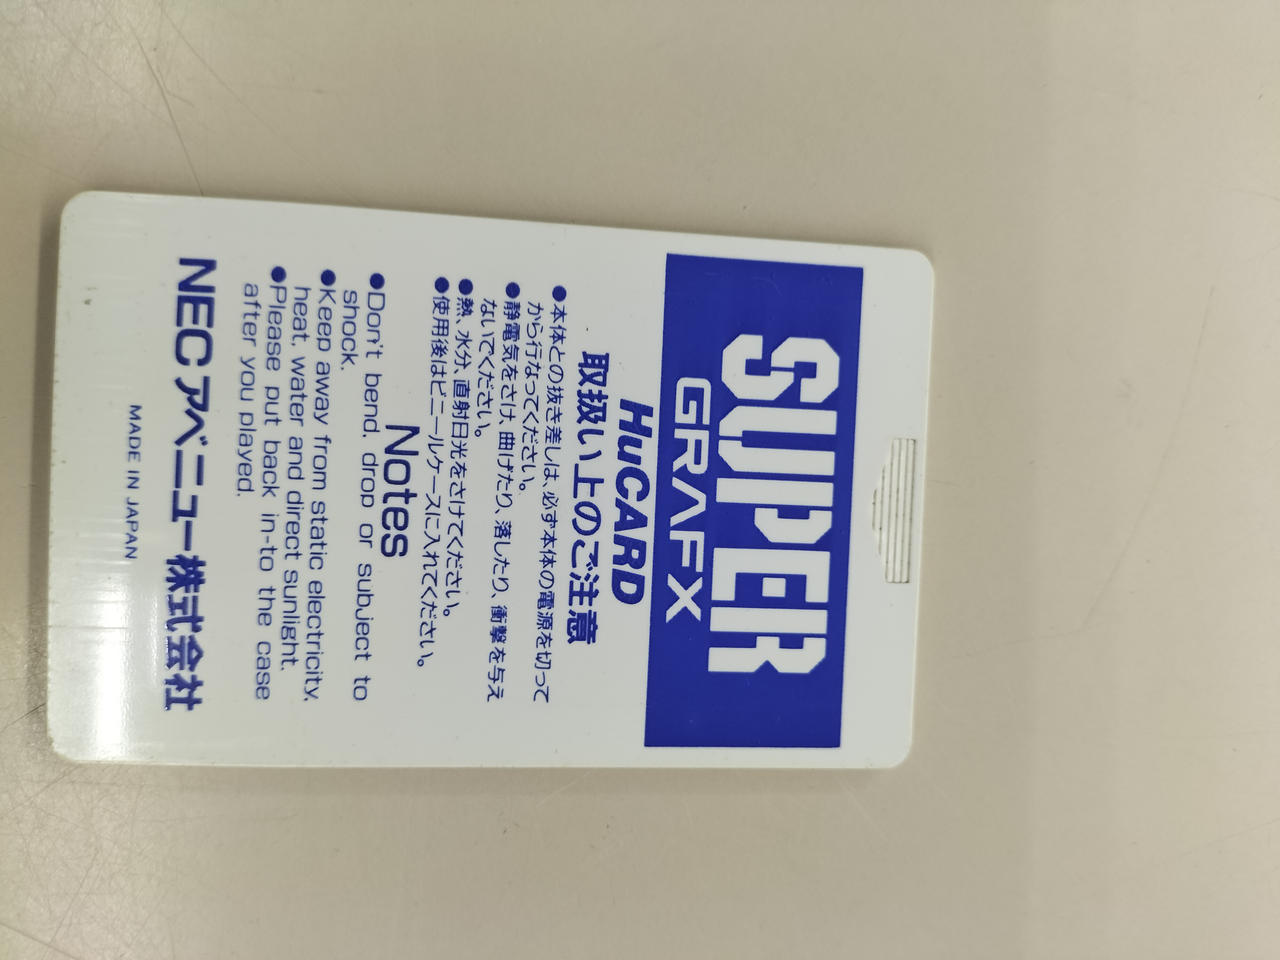 SUPER
GRAFX
HuCARD
取扱い上のご注意
●本体との抜き差しは、必ず本体の電源を切って
から行なってください。
●静電気をさけ、曲げたり、落したり、衝撃を与え
ないでください。
●熱、水分、直射日光をさけてください。
●使用後はビニールケースに入れてください。
Notes
●Don't bend, drop or subject to
shock.
●Keep away from static electricity,
heat, water and direct sunlight.
●Please put back in-to the case
after you played.
NEC アベニュー株式会社
MADE IN JAPAN